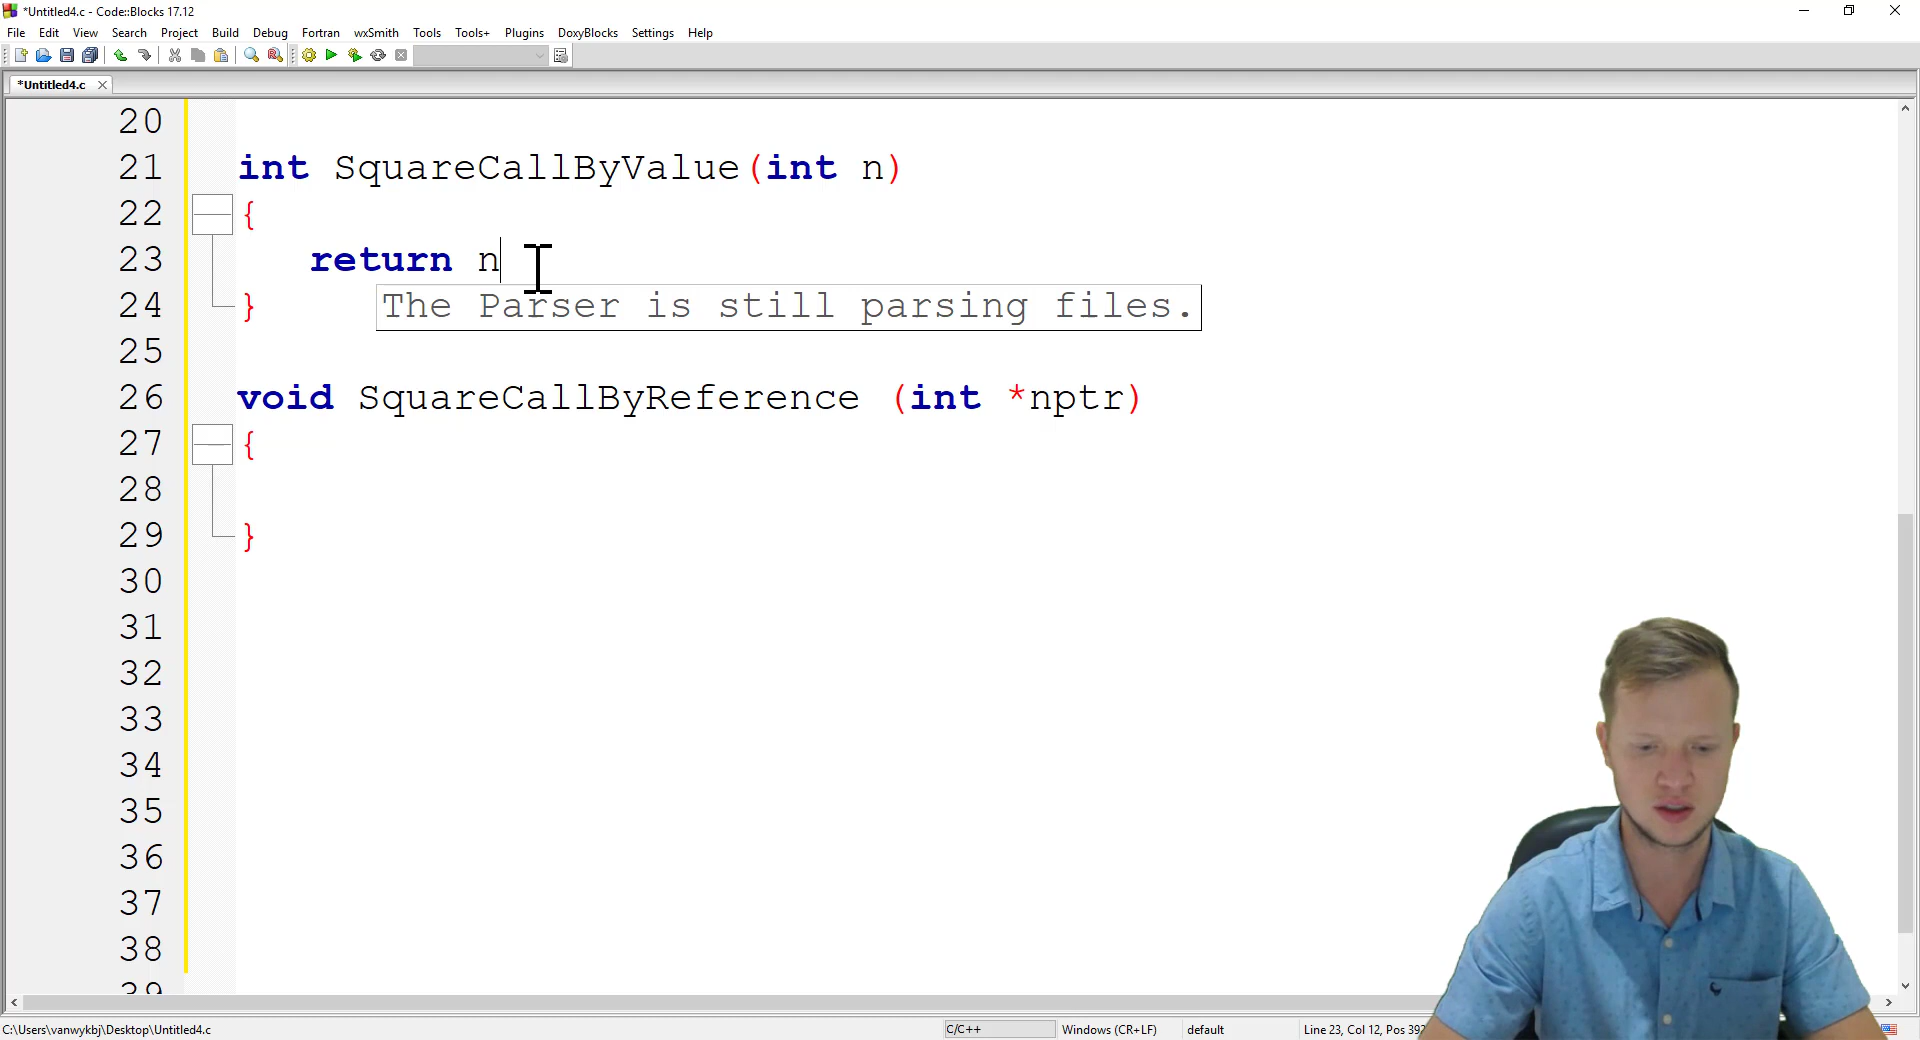 *Untitled4.c - Code::Blocks 17.12
File Edit View Search Project Build Debug Fortran wxSmith Tools Tools+ Plugins DoxyBlocks Settings Help
*Untitled4.c
20
21 int SquareCallByValue(int n)
22 {
23 return n
24 }
The Parser is still parsing files.
25
26 void SquareCallByReference (int *nptr)
27 {
28
29 }
30
31
32
33
34
35
36
37
38
39
C:\Users\vanwykbj\Desktop\Untitled4.c C/C++ Windows (CR+LF) default Line 23, Col 12, Pos 392